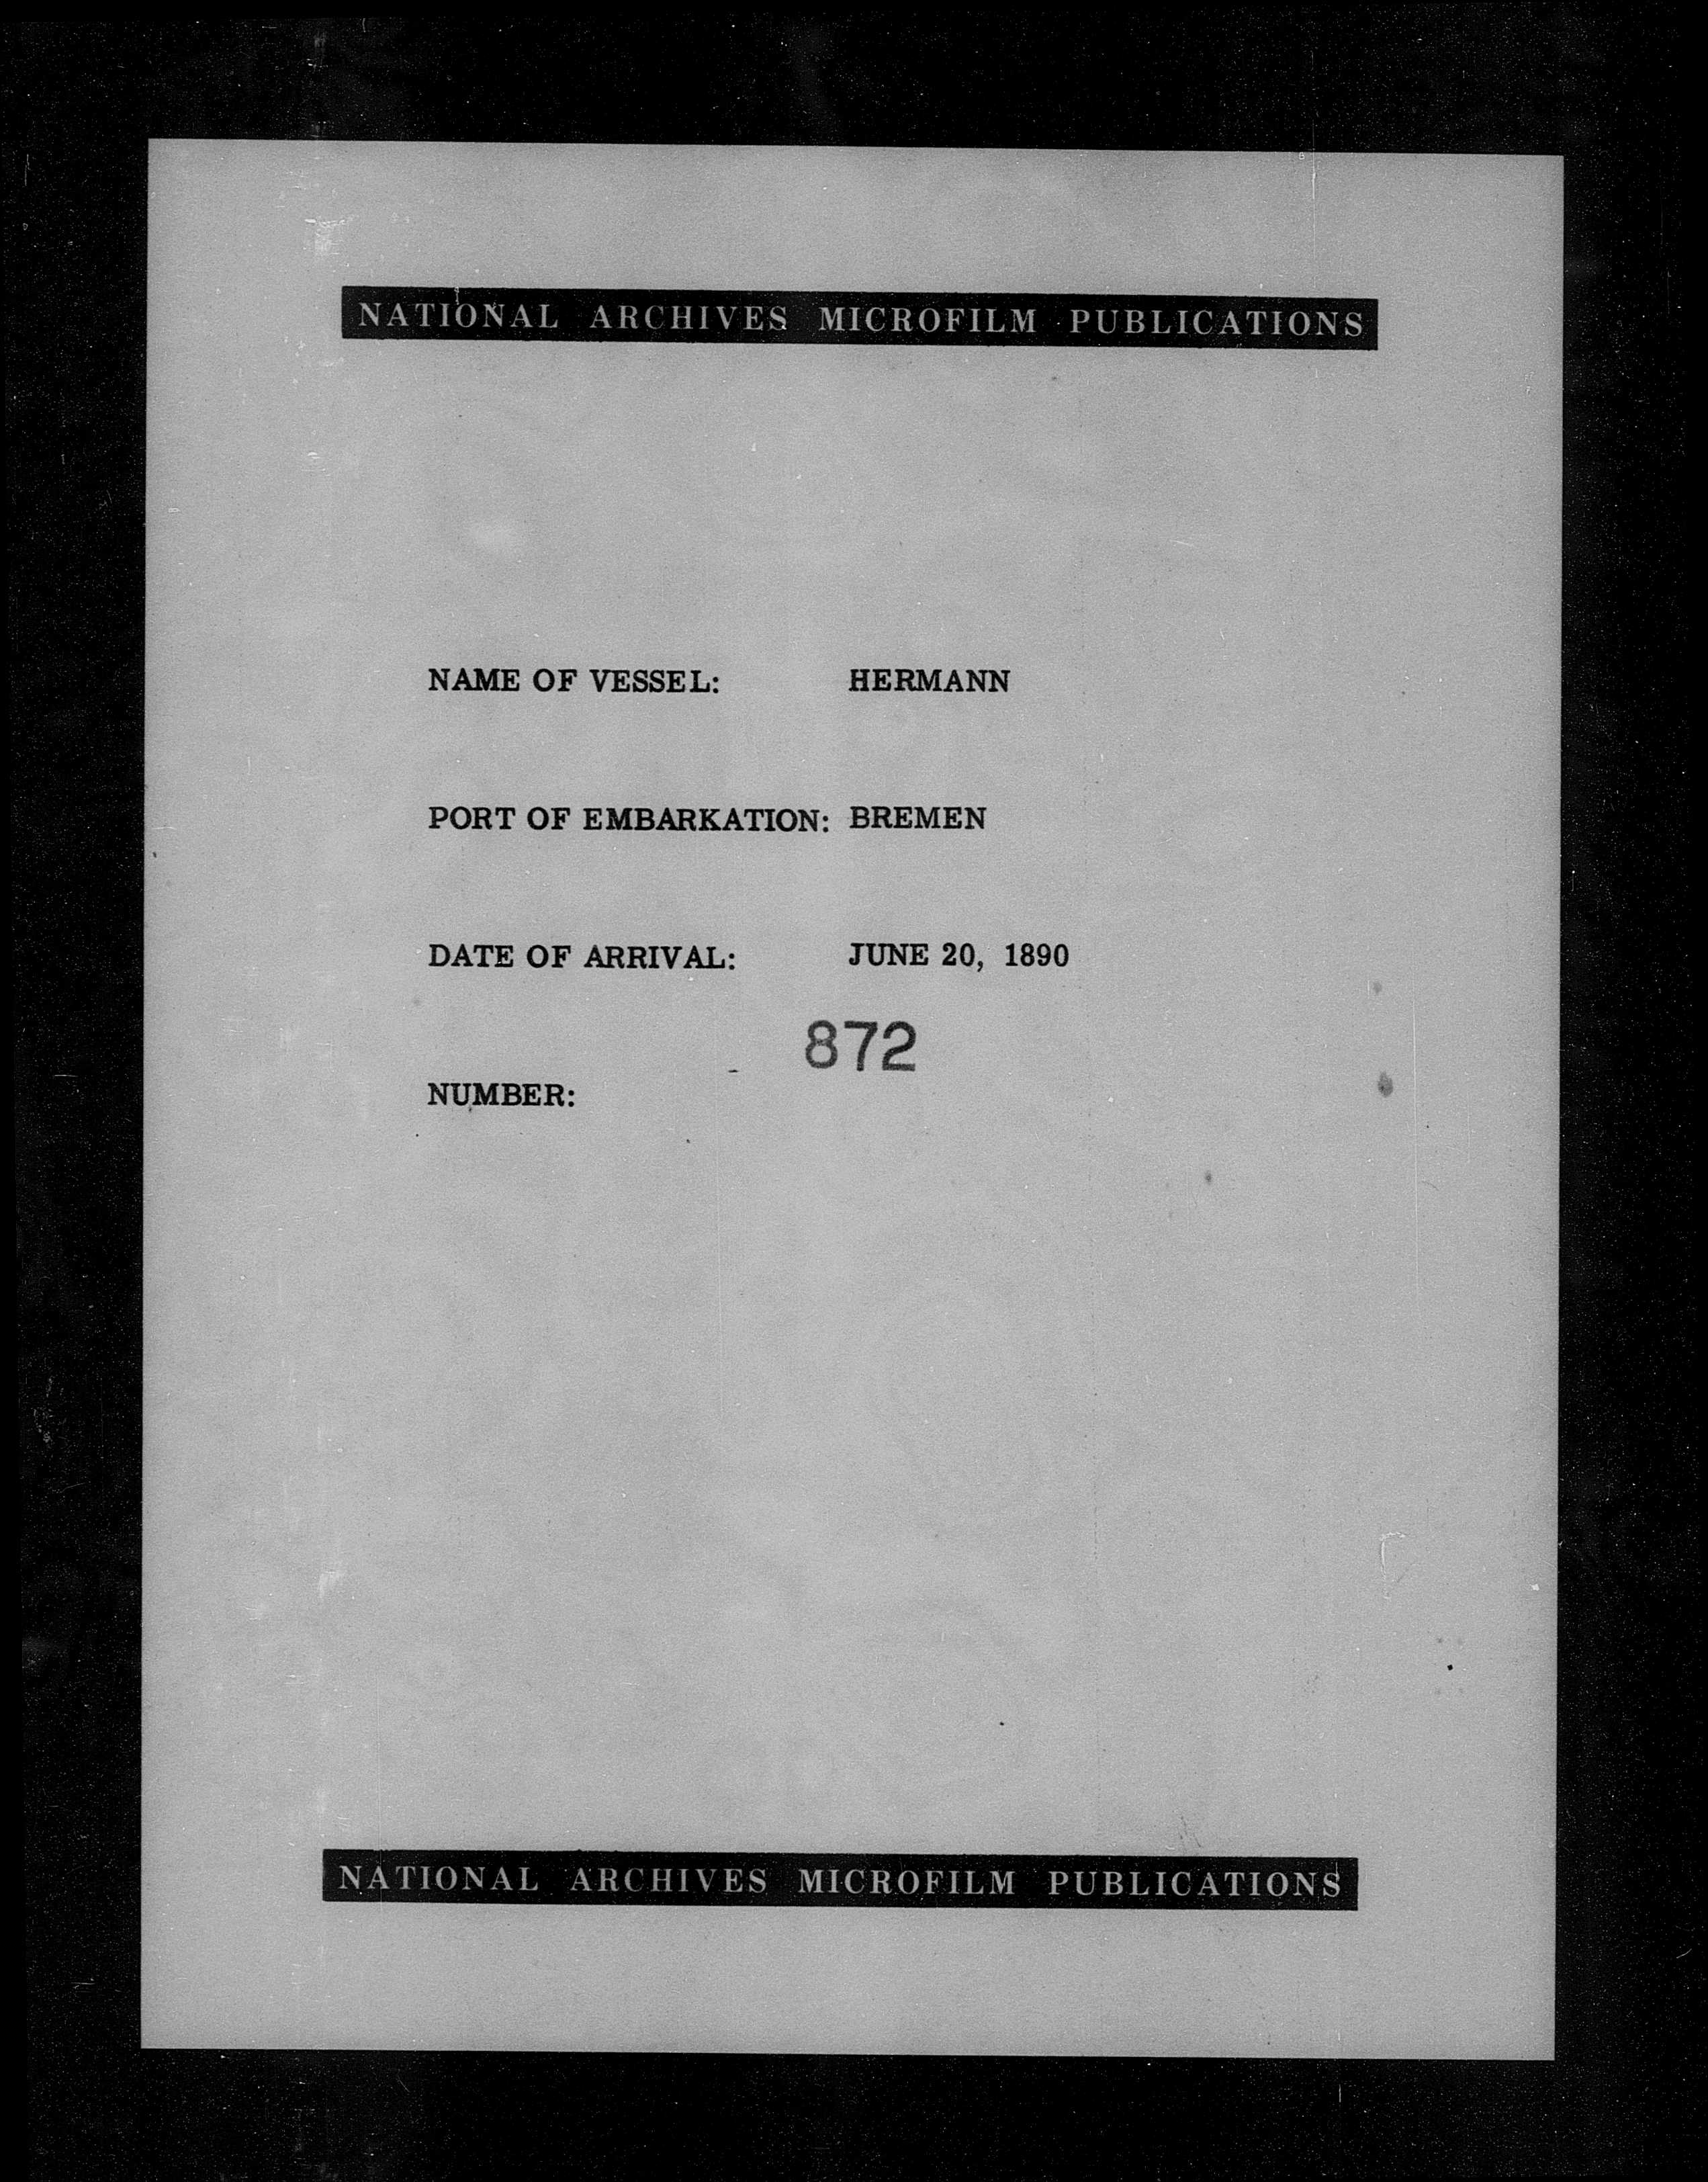 NATIONAL ARCHIVES MICROFILM PUBLICATIONS
NAME OF VESSEL: HERMANN
PORT OF EMBARKATION: BREMEN
DATE OF ARRIVAL: JUNE 20, 1890
872
NUMBER:
NATIONAL ARCHIVES MICROFILM PUBLICATIONS